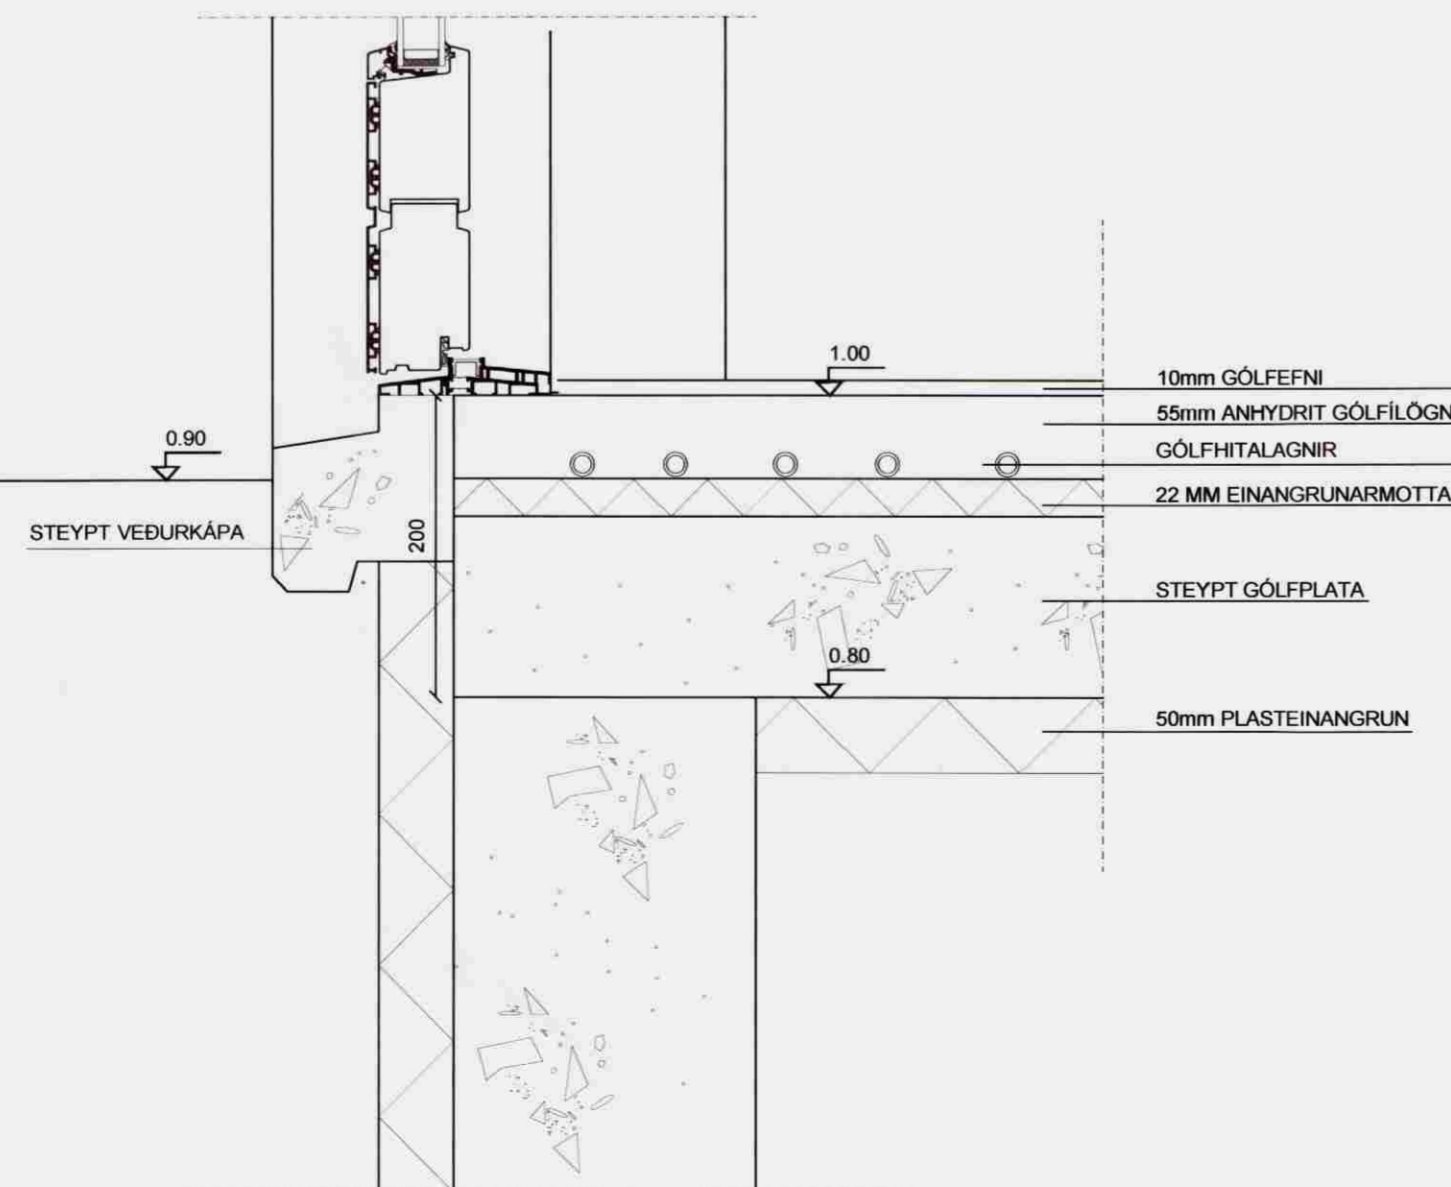 1.00
10mm GÓLFEFNI
55mm ANHYDRIT GÓLFÍLÖGN
0.90
GÓLFHITALAGNIR
22 MM EINANGRUNARMOTTA
STEYPT VEÐURKÁPA
200
STEYPT GÓLFPLATA
0.80
50mm PLASTEINANGRUN